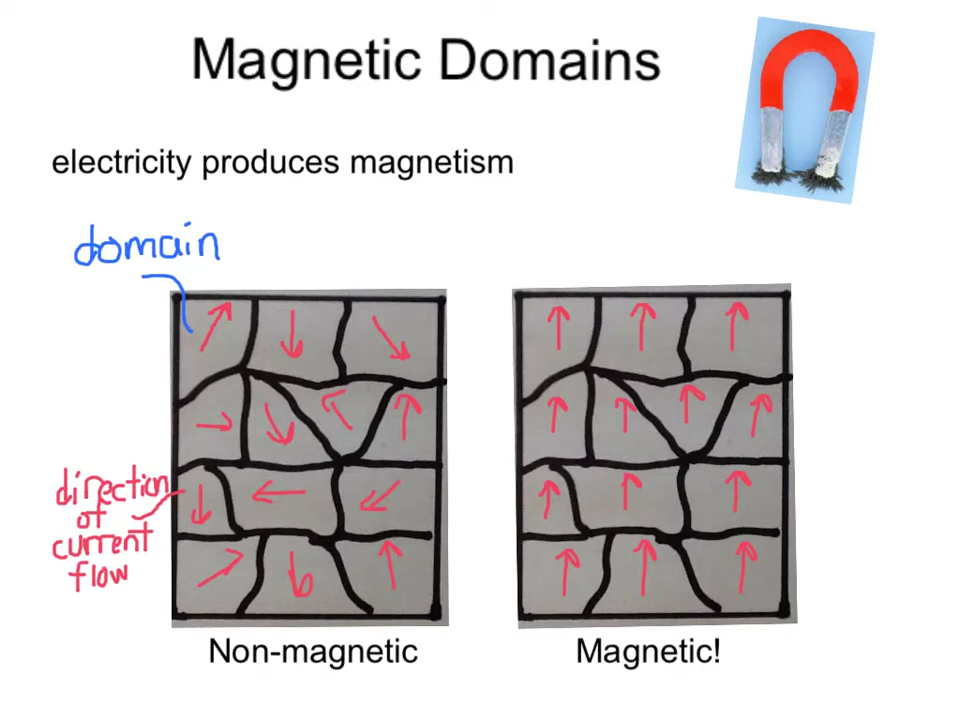 Magnetic Domains
electricity produces magnetism
domain
direction
of
current
flow
Non-magnetic
Magnetic!